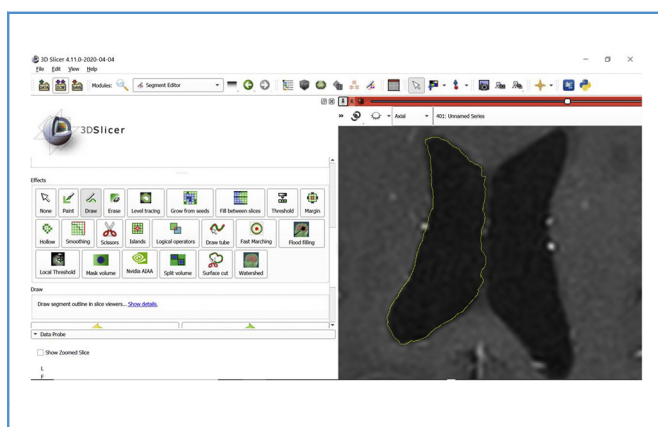 3D Slicer 4.11.0-2020-04-04
File Edit View Help
Modules: Segment Editor
Axial 401: Unnamed Series
3DSlicer
Effects
None Paint Draw Erase Level tracing Grow from seeds Fill between slices Threshold Margin
Hollow Smoothing Scissors Islands Logical operators Draw tube Fast Marching Flood filling
Local Threshold Mask volume Nvidia AIAA Split volume Surface cut Watershed
Draw
Draw segment outline in slice viewers... Show details.
Data Probe
Show Zoomed Slice
L
F